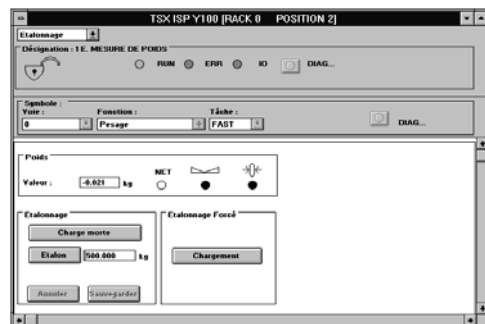 TSX ISP Y100 [RACK 0 POSITION 2]
Etalonnage
Désignation : 1 E. MESURE DE POIDS
RUN ERR IO DIAG...
Symbole :
Voie : Fonction : Tâche :
0 Pesage FAST DIAG...
Poids
NET
Valeur : -0.021 kg
Etalonnage Etalonnage Forcé
Charge morte
Etalon 500.000 kg Chargement
Annuler Sauvegarder